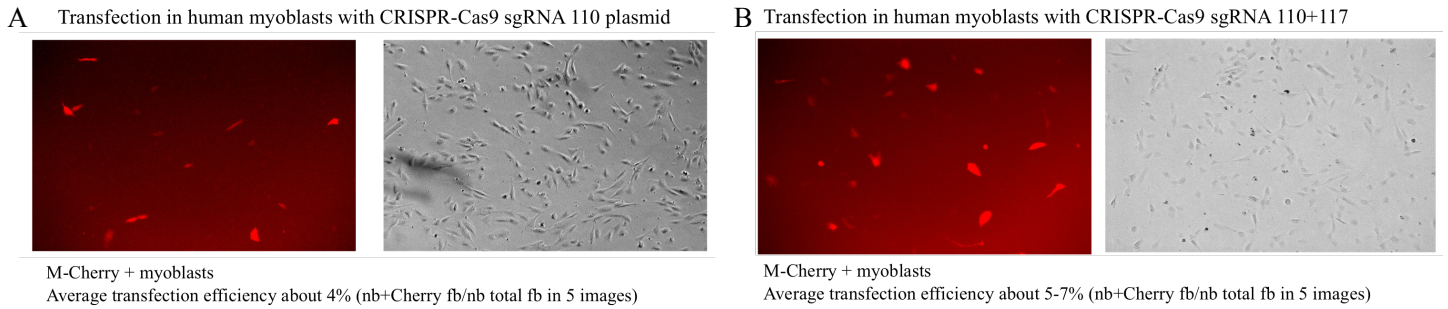 A Transfection in human myoblasts with CRISPR-Cas9 sgRNA 110 plasmid
M-Cherry + myoblasts
Average transfection efficiency about 4% (nb+Cherry fb/nb total fb in 5 images)
B Transfection in human myoblasts with CRISPR-Cas9 sgRNA 110+117
M-Cherry + myoblasts
Average transfection efficiency about 5-7% (nb+Cherry fb/nb total fb in 5 images)